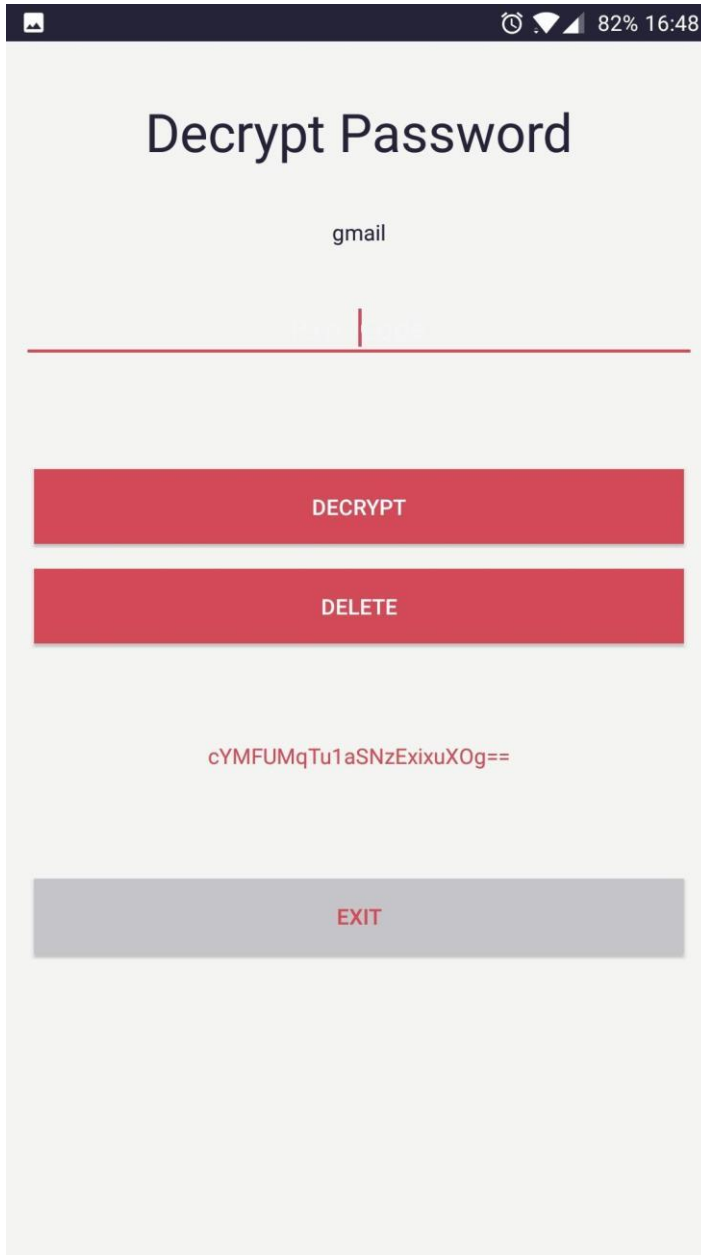 82% 16:48
Decrypt Password
gmail
DECRYPT
DELETE
cYMFUMqTu1aSNzExixuXOg==
EXIT